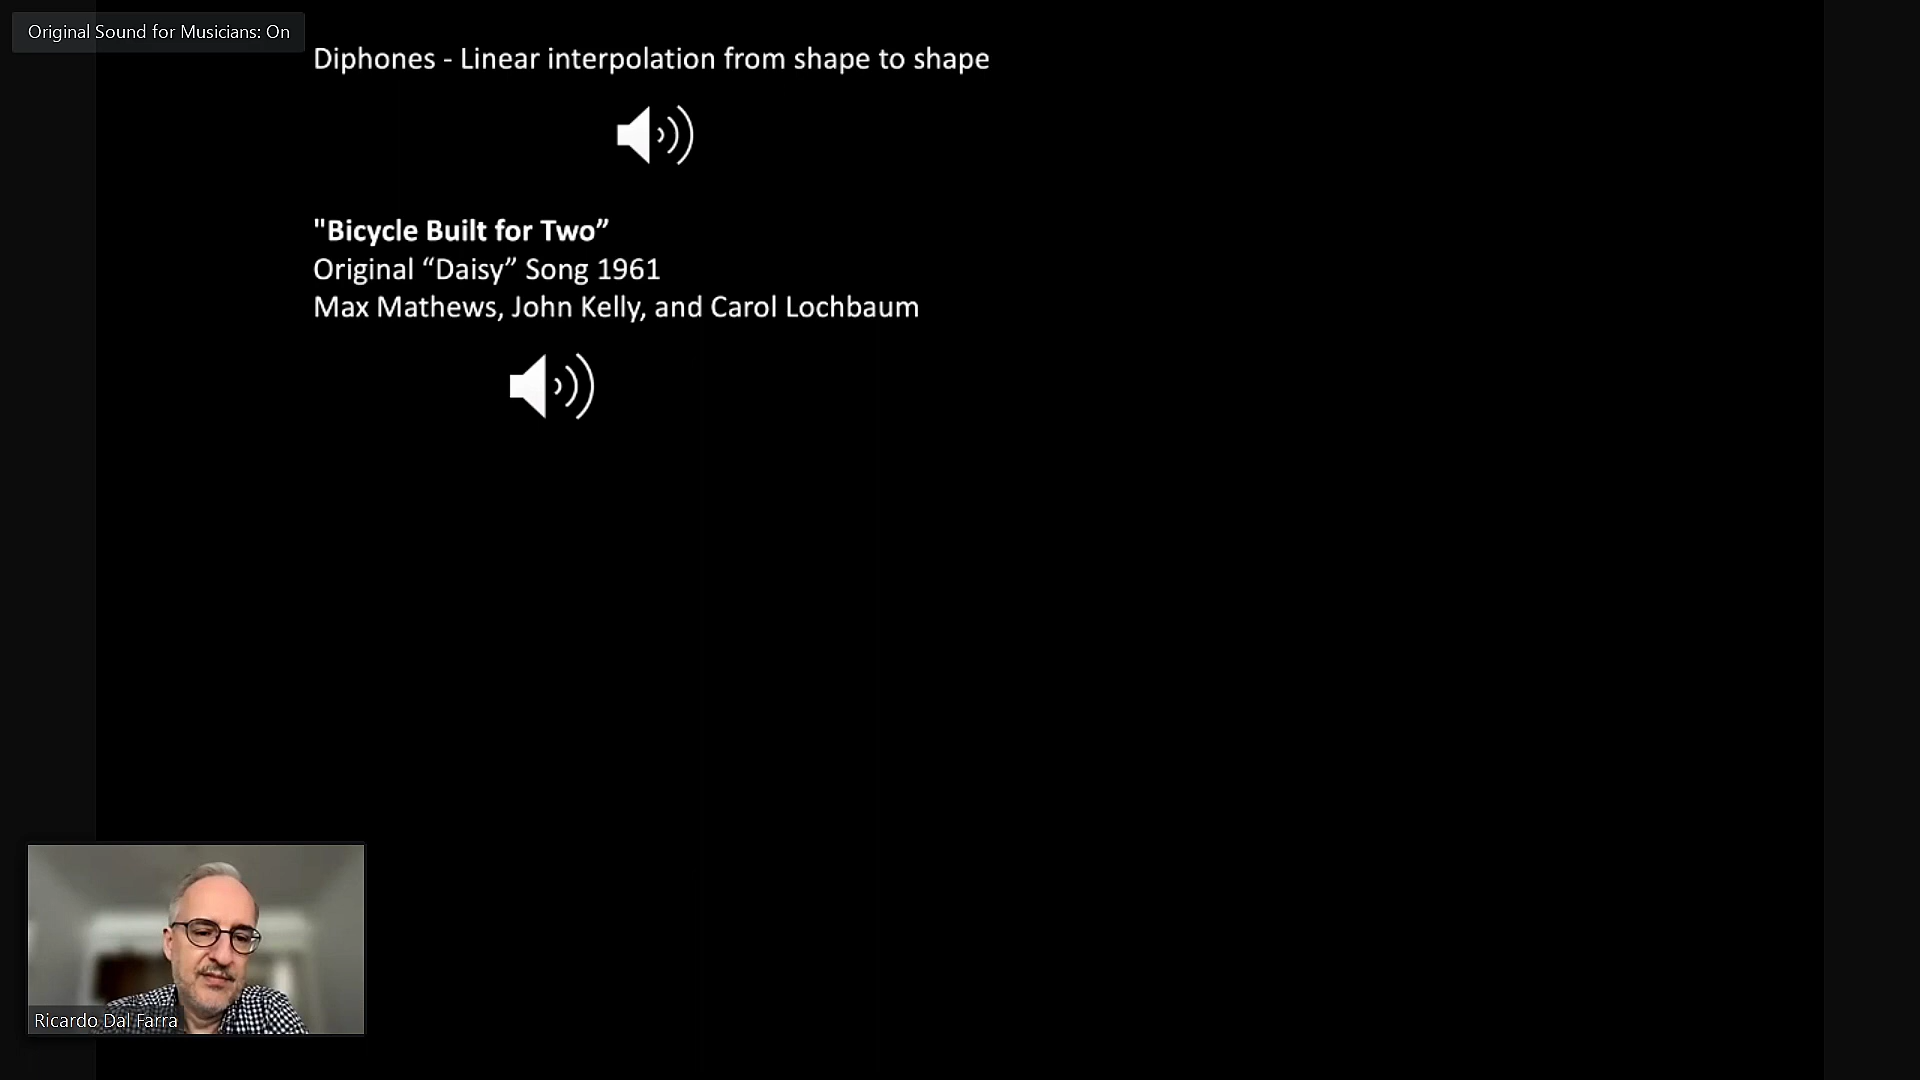 Original Sound for Musicians: On
Diphones - Linear interpolation from shape to shape
"Bicycle Built for Two”
Original “Daisy” Song 1961
Max Mathews, John Kelly, and Carol Lochbaum
Ricardo Dal Farra